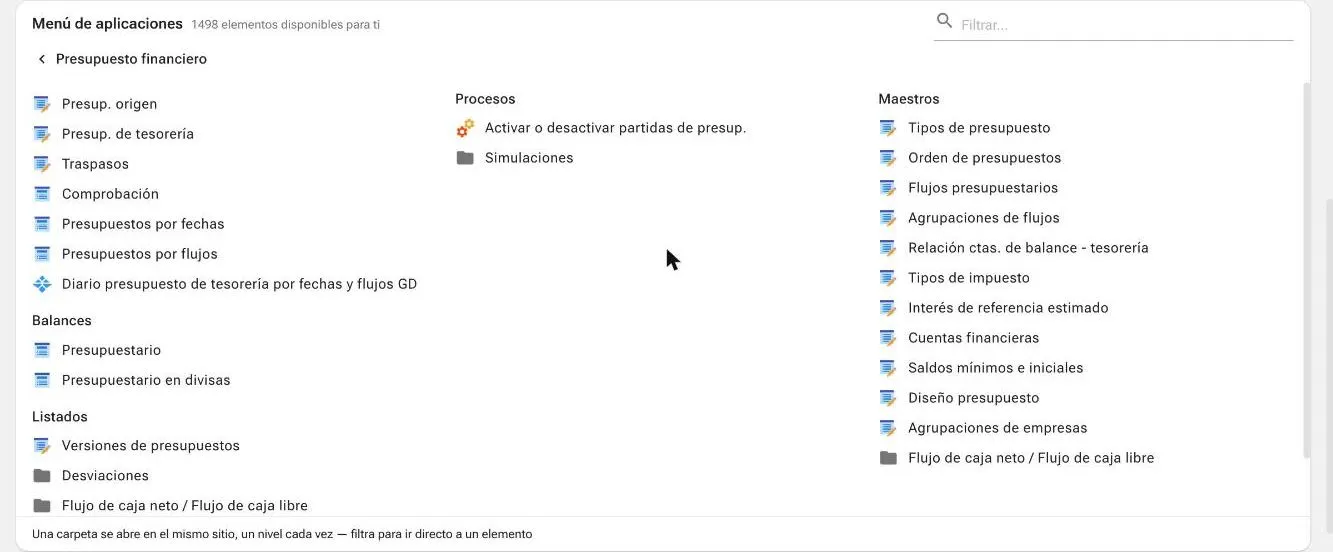 Menú de aplicaciones 1498 elementos disponibles para ti
Filtrar...
Presupuesto financiero
Presup. origen
Presup. de tesorería
Traspasos
Comprobación
Presupuestos por fechas
Presupuestos por flujos
Diario presupuesto de tesorería por fechas y flujos GD
Balances
Presupuestario
Presupuestario en divisas
Listados
Versiones de presupuestos
Desviaciones
Flujo de caja neto / Flujo de caja libre
Procesos
Activar o desactivar partidas de presup.
Simulaciones
Maestros
Tipos de presupuesto
Orden de presupuestos
Flujos presupuestarios
Agrupaciones de flujos
Relación ctas. de balance - tesorería
Tipos de impuesto
Interés de referencia estimado
Cuentas financieras
Saldos mínimos e iniciales
Diseño presupuesto
Agrupaciones de empresas
Flujo de caja neto / Flujo de caja libre
Una carpeta se abre en el mismo sitio, un nivel cada vez — filtra para ir directo a un elemento